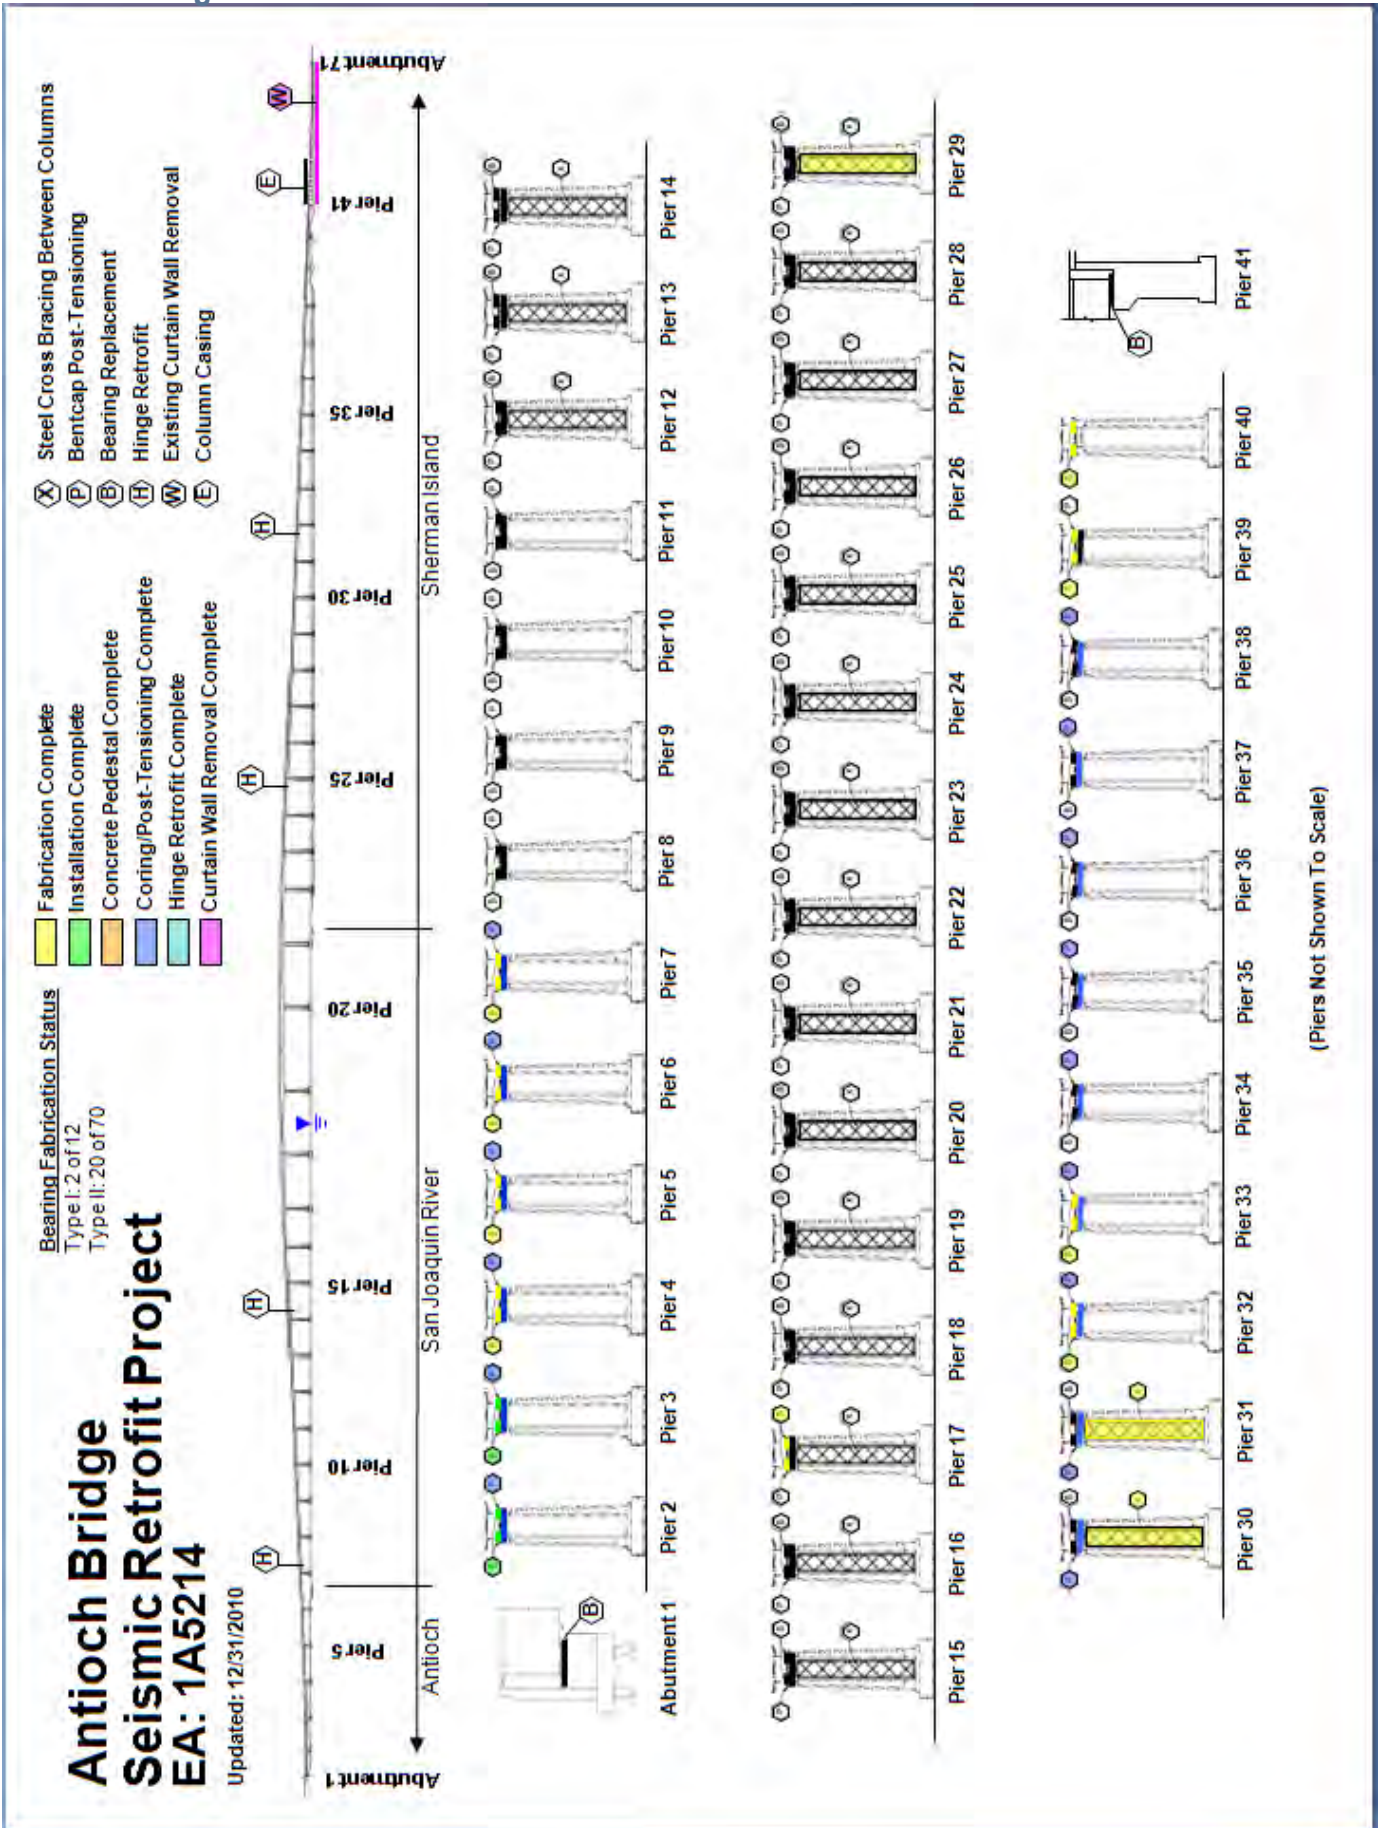 Antioch Bridge
Seismic Retrofit Project
EA: 1A5214
Updated: 12/31/2010
Bearing Fabrication Status
Type I: 2 of 12
Type II: 20 of 70
Fabrication Complete
Installation Complete
Concrete Pedestal Complete
Coring/Post-Tensioning Complete
Hinge Retrofit Complete
Curtain Wall Removal Complete
X Steel Cross Bracing Between Columns
P Bentcap Post-Tensioning
B Bearing Replacement
H Hinge Retrofit
W Existing Curtain Wall Removal
E Column Casing
H H H H E W
Abutment 1 Pier 5 Pier 10 Pier 15 Pier 20 Pier 25 Pier 30 Pier 35 Pier 41 Abutment 71
Antioch San Joaquin River Sherman Island
B
Abutment 1 Pier 2 Pier 3 Pier 4 Pier 5 Pier 6 Pier 7 Pier 8 Pier 9 Pier 10 Pier 11 Pier 12 Pier 13 Pier 14
Pier 15 Pier 16 Pier 17 Pier 18 Pier 19 Pier 20 Pier 21 Pier 22 Pier 23 Pier 24 Pier 25 Pier 26 Pier 27 Pier 28 Pier 29
B
Pier 30 Pier 31 Pier 32 Pier 33 Pier 34 Pier 35 Pier 36 Pier 37 Pier 38 Pier 39 Pier 40 Pier 41
(Piers Not Shown To Scale)